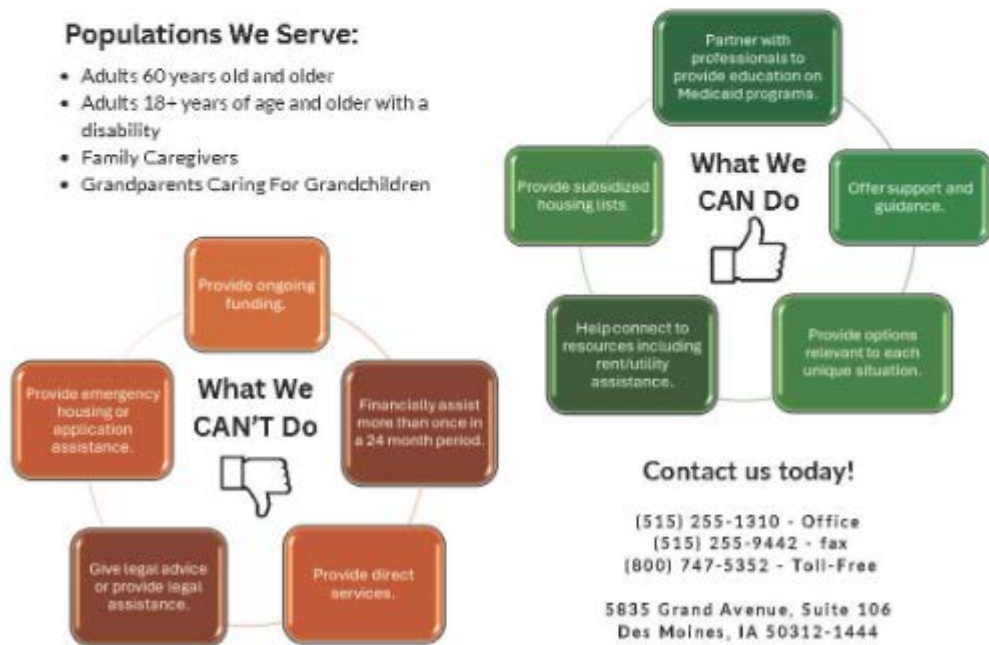 Populations We Serve:
• Adults 60 years old and older
• Adults 18+ years of age and older with a
disability
• Family Caregivers
• Grandparents Caring For Grandchildren
What We
CAN Do
Partner with
professionals to
provide education on
Medicaid programs.
Offer support and
guidance.
Provide options
relevant to each
unique situation.
Help connect to
resources including
rent/utility
assistance.
Provide subsidized
housing lists.
What We
CAN'T Do
Provide ongoing
funding.
Financially assist
more than once in
a 24 month period.
Provide direct
services.
Give legal advice
or provide legal
assistance.
Provide emergency
housing or
application
assistance.
Contact us today!
(515) 255-1310 - Office
(515) 255-9442 - fax
(800) 747-5352 - Toll-Free
5835 Grand Avenue, Suite 106
Des Moines, IA 50312-1444